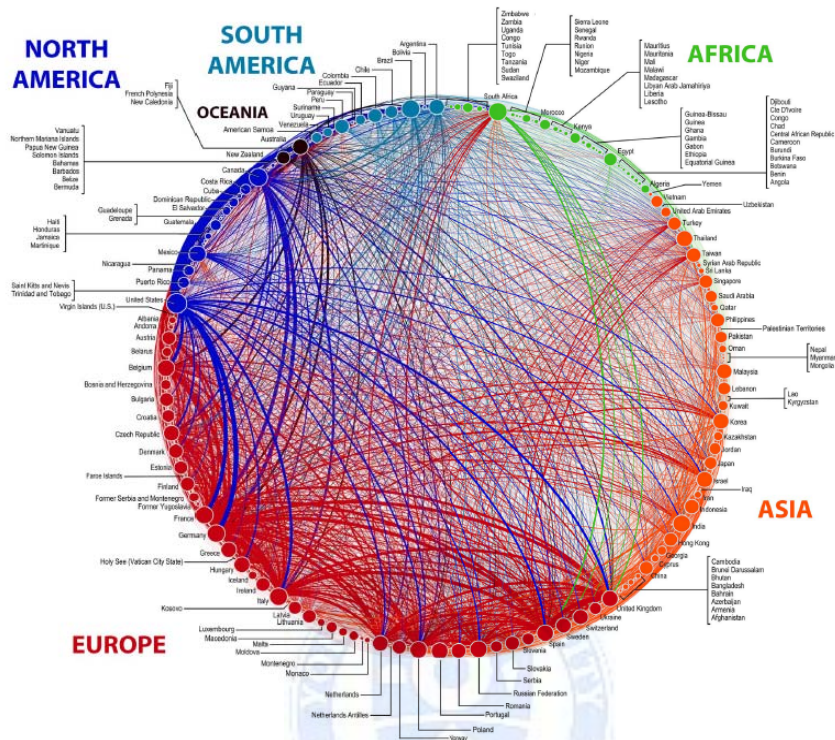 NORTH
AMERICA
SOUTH
AMERICA
OCEANIA
AFRICA
ASIA
EUROPE
Argentina
Bolivia
Brazil
Chile
Colombia
Ecuador
Guyana
Paraguay
Peru
Suriname
Uruguay
Venezuela
Fiji
French Polynesia
New Caledonia
American Samoa
Australia
New Zealand
Vanuatu
Northern Mariana Islands
Papua New Guinea
Solomon Islands
Bahames
Barbados
Belize
Bermuda
Canada
Costa Rica
Cuba
Dominican Republic
El Salvador
Guadeloupe
Grenada
Guatemala
Haiti
Honduras
Jamaica
Martinique
Mexico
Nicaragua
Panama
Puerto Rico
Saint Kitts and Nevis
Trinidad and Tobago
United States
Virgin Islands (U.S.)
Albania
Andorra
Austria
Belarus
Belgium
Bosnia and Herzegovina
Bulgaria
Croatia
Czech Republic
Denmark
Estonia
Faroe Islands
Finland
Former Serbia and Montenegro
Former Yugoslavia
France
Germany
Greece
Holy See (Vatican City State)
Hungary
Iceland
Ireland
Italy
Kosovo
Latvia
Lithuania
Luxembourg
Macedonia
Malta
Moldova
Montenegro
Monaco
Netherlands
Netherlands Antilles
Norway
Poland
Portugal
Romania
Russian Federation
Serbia
Slovakia
Slovenia
Spain
Sweden
Switzerland
Ukraine
United Kingdom
Zimbabwe
Zambia
Uganda
Congo
Tunisia
Togo
Tanzania
Sudan
Swaziland
South Africa
Sierra Leone
Senegal
Rwanda
Runion
Nigeria
Niger
Mozambique
Morocco
Mauritius
Mauritania
Mali
Malawi
Medagascar
Libyan Arab Jamahiriya
Liberia
Lesotho
Kenya
Guinea-Bissau
Guinea
Ghana
Gambia
Gabon
Ethiopia
Equatorial Guinea
Egypt
Djibouti
Cte D'Ivoire
Congo
Chad
Central African Republic
Cameroon
Burundi
Burkina Faso
Botswana
Benin
Angola
Algeria
Yemen
Vietnam
Uzbekistan
United Arab Emirates
Turkey
Thailand
Taiwan
Syrian Arab Republic
Sri Lanka
Singapore
Saudi Arabia
Qatar
Philippines
Palestinian Territories
Pakistan
Oman
Nepal
Myanmar
Mongolia
Malaysia
Lebanon
Lao
Kyrgyzstan
Kuwait
Korea
Kazakhstan
Jordan
Japan
Israel
Iraq
Iran
Indonesia
India
Hong Kong
Georgia
Cyprus
China
Cambodia
Brunei Darussalam
Bhutan
Bangladesh
Bahrain
Azerbaijan
Armenia
Afghanistan